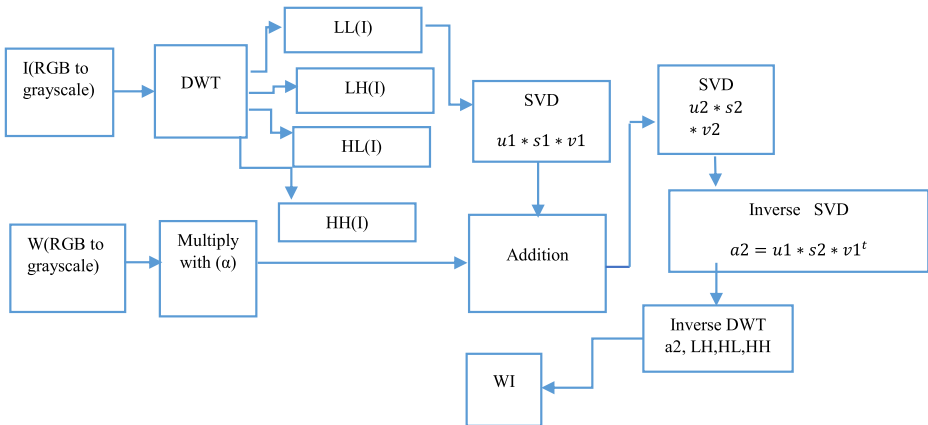 I(RGB to
grayscale)
DWT
LL(I)
LH(I)
HL(I)
HH(I)
SVD
u1 ∗ s1 ∗ v1
SVD
u2 ∗ s2
∗ v2
W(RGB to
grayscale)
Multiply
with (α)
Addition
Inverse SVD
a2 = u1 ∗ s2 ∗ v1ᵗ
Inverse DWT
a2, LH,HL,HH
WI